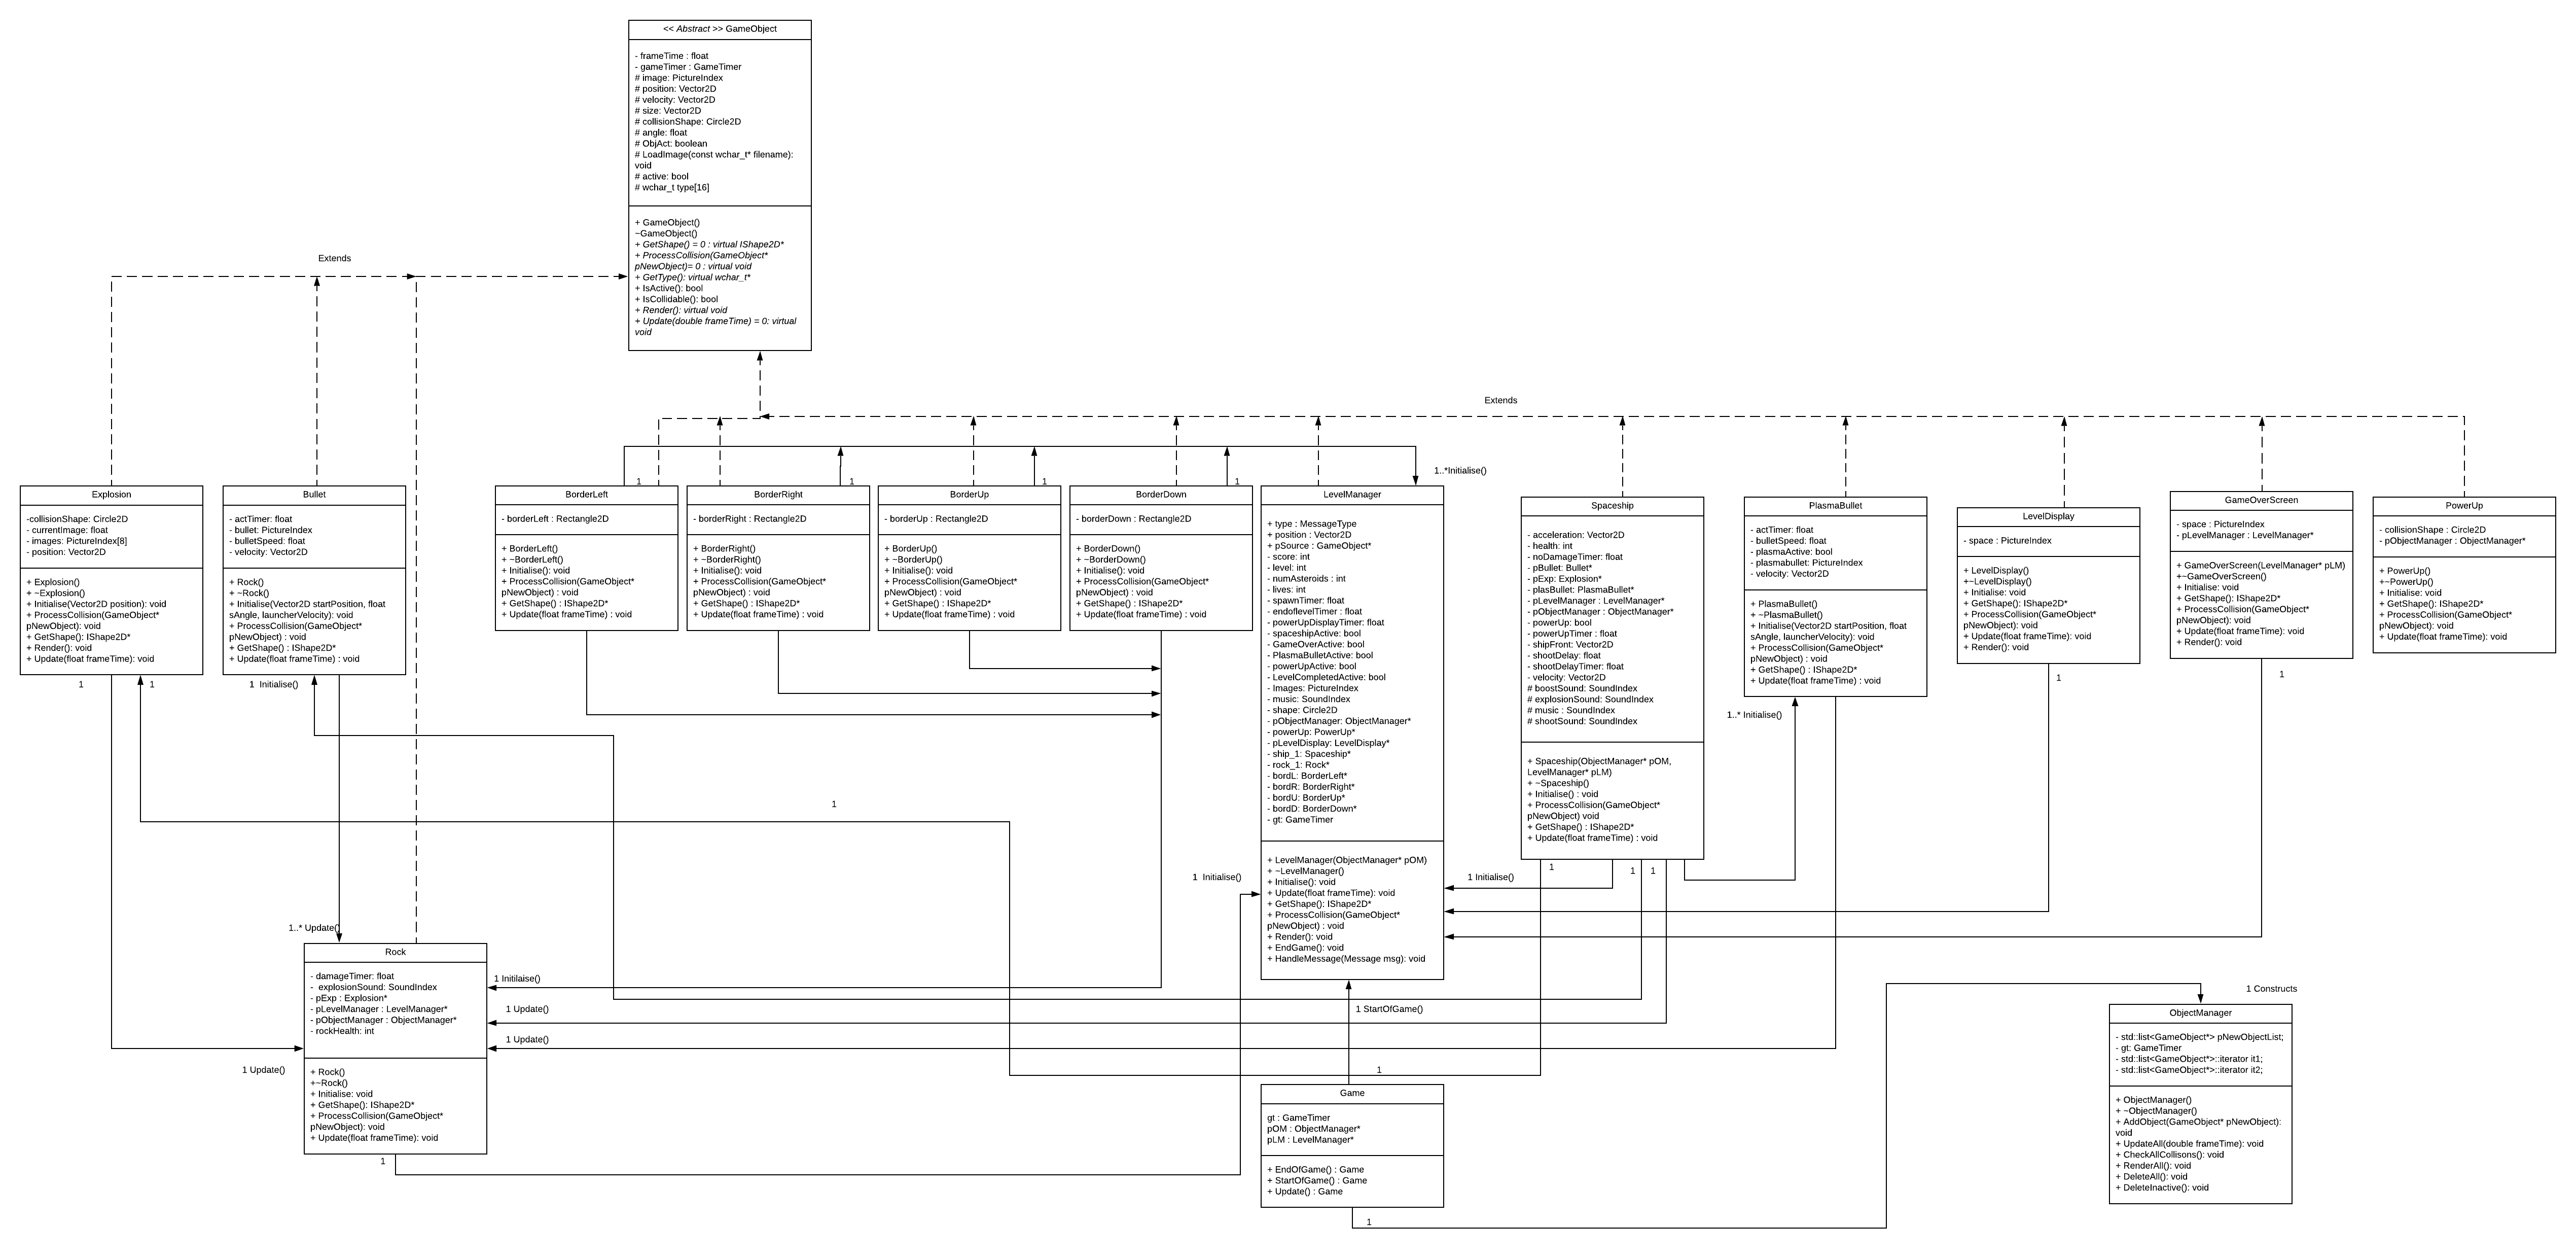 << Abstract >> GameObject
- frameTime : float
- gameTimer : GameTimer
# image: PictureIndex
# position: Vector2D
# velocity: Vector2D
# size: Vector2D
# collisionShape: Circle2D
# angle: float
# ObjAct: boolean
# LoadImage(const wchar_t* filename):
void
# active: bool
# wchar_t type[16]
+ GameObject()
~GameObject()
+ GetShape() = 0 : virtual IShape2D*
+ ProcessCollision(GameObject*
pNewObject)= 0 : virtual void
+ GetType(): virtual wchar_t*
+ IsActive(): bool
+ IsCollidable(): bool
+ Render(): virtual void
+ Update(double frameTime) = 0: virtual
void
Extends
Extends
Explosion
-collisionShape: Circle2D
- currentImage: float
- images: PictureIndex[8]
- position: Vector2D
+ Explosion()
+ ~Explosion()
+ Initialise(Vector2D position): void
+ ProcessCollision(GameObject*
pNewObject): void
+ GetShape(): IShape2D*
+ Render(): void
+ Update(float frameTime): void
1
1
Bullet
- actTimer: float
- bullet: PictureIndex
- bulletSpeed: float
- velocity: Vector2D
+ Rock()
+ ~Rock()
+ Initialise(Vector2D startPosition, float
sAngle, launcherVelocity): void
+ ProcessCollision(GameObject*
pNewObject) : void
+ GetShape() : IShape2D*
+ Update(float frameTime) : void
1 Initialise()
1
BorderLeft
- borderLeft : Rectangle2D
+ BorderLeft()
+ ~BorderLeft()
+ Initialise(): void
+ ProcessCollision(GameObject*
pNewObject) : void
+ GetShape() : IShape2D*
+ Update(float frameTime) : void
1
BorderRight
- borderRight : Rectangle2D
+ BorderRight()
+ ~BorderRight()
+ Initialise(): void
+ ProcessCollision(GameObject*
pNewObject) : void
+ GetShape() : IShape2D*
+ Update(float frameTime) : void
1
BorderUp
- borderUp : Rectangle2D
+ BorderUp()
+ ~BorderUp()
+ Initialise(): void
+ ProcessCollision(GameObject*
pNewObject) : void
+ GetShape() : IShape2D*
+ Update(float frameTime) : void
1
BorderDown
- borderDown : Rectangle2D
+ BorderDown()
+ ~BorderDown()
+ Initialise(): void
+ ProcessCollision(GameObject*
pNewObject) : void
+ GetShape() : IShape2D*
+ Update(float frameTime) : void
1..*Initialise()
LevelManager
+ type : MessageType
+ position : Vector2D
+ pSource : GameObject*
- score: int
- level: int
- numAsteroids : int
- lives: int
- spawnTimer: float
- endoflevelTimer : float
- powerUpDisplayTimer: float
- spaceshipActive: bool
- GameOverActive: bool
- PlasmaBulletActive: bool
- powerUpActive: bool
- LevelCompletedActive: bool
- Images: PictureIndex
- music: SoundIndex
- shape: Circle2D
- pObjectManager: ObjectManager*
- powerUp: PowerUp*
- pLevelDisplay: LevelDisplay*
- ship_1: Spaceship*
- rock_1: Rock*
- bordL: BorderLeft*
- bordR: BorderRight*
- bordU: BorderUp*
- bordD: BorderDown*
- gt: GameTimer
+ LevelManager(ObjectManager* pOM)
+ ~LevelManager()
+ Initialise(): void
+ Update(float frameTime): void
+ GetShape(): IShape2D*
+ ProcessCollision(GameObject*
pNewObject) : void
+ Render(): void
+ EndGame(): void
+ HandleMessage(Message msg): void
Spaceship
- acceleration: Vector2D
- health: int
- noDamageTimer: float
- pBullet: Bullet*
- pExp: Explosion*
- plasBullet: PlasmaBullet*
- pLevelManager : LevelManager*
- pObjectManager : ObjectManager*
- powerUp: bool
- powerUpTimer : float
- shipFront: Vector2D
- shootDelay: float
- shootDelayTimer: float
- velocity: Vector2D
# boostSound: SoundIndex
# explosionSound: SoundIndex
# music : SoundIndex
# shootSound: SoundIndex
+ Spaceship(ObjectManager* pOM,
LevelManager* pLM)
+ ~Spaceship()
+ Initialise() : void
+ ProcessCollision(GameObject*
pNewObject) void
+ GetShape() : IShape2D*
+ Update(float frameTime) : void
1
1
1
PlasmaBullet
- actTimer: float
- bulletSpeed: float
- plasmaActive: bool
- plasmabullet: PictureIndex
- velocity: Vector2D
+ PlasmaBullet()
+ ~PlasmaBullet()
+ Initialise(Vector2D startPosition, float
sAngle, launcherVelocity): void
+ ProcessCollision(GameObject*
pNewObject) : void
+ GetShape() : IShape2D*
+ Update(float frameTime) : void
1..* Initialise()
LevelDisplay
- space : PictureIndex
+ LevelDisplay()
+~LevelDisplay()
+ Initialise: void
+ GetShape(): IShape2D*
+ ProcessCollision(GameObject*
pNewObject): void
+ Update(float frameTime): void
+ Render(): void
1
GameOverScreen
- space : PictureIndex
- pLevelManager : LevelManager*
+ GameOverScreen(LevelManager* pLM)
+~GameOverScreen()
+ Initialise: void
+ GetShape(): IShape2D*
+ ProcessCollision(GameObject*
pNewObject): void
+ Update(float frameTime): void
+ Render(): void
1
PowerUp
- collisionShape : Circle2D
- pObjectManager : ObjectManager*
+ PowerUp()
+~PowerUp()
+ Initialise: void
+ GetShape(): IShape2D*
+ ProcessCollision(GameObject*
pNewObject): void
+ Update(float frameTime): void
1
1 Initialise()
1 Initialise()
1..* Update()
Rock
- damageTimer: float
- explosionSound: SoundIndex
- pExp : Explosion*
- pLevelManager : LevelManager*
- pObjectManager : ObjectManager*
- rockHealth: int
+ Rock()
+~Rock()
+ Initialise: void
+ GetShape(): IShape2D*
+ ProcessCollision(GameObject*
pNewObject): void
+ Update(float frameTime): void
1 Initilaise()
1 Update()
1 Update()
1 Update()
1
1 StartOfGame()
1
Game
gt : GameTimer
pOM : ObjectManager*
pLM : LevelManager*
+ EndOfGame() : Game
+ StartOfGame() : Game
+ Update() : Game
1
1 Constructs
ObjectManager
- std::list<GameObject*> pNewObjectList;
- gt: GameTimer
- std::list<GameObject*>::iterator it1;
- std::list<GameObject*>::iterator it2;
+ ObjectManager()
+ ~ObjectManager()
+ AddObject(GameObject* pNewObject):
void
+ UpdateAll(double frameTime): void
+ CheckAllCollisons(): void
+ RenderAll(): void
+ DeleteAll(): void
+ DeleteInactive(): void